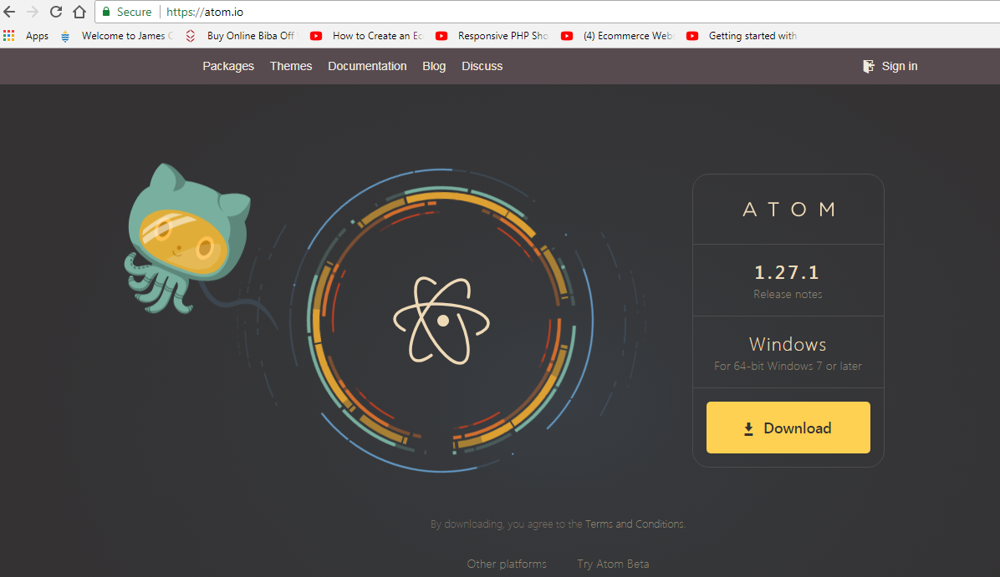 Secure https://atom.io
Apps Welcome to James C Buy Online Biba Off How to Create an Ec Responsive PHP Sho (4) Ecommerce Web Getting started with
Packages Themes Documentation Blog Discuss Sign in
ATOM
1.27.1
Release notes
Windows
For 64-bit Windows 7 or later
Download
By downloading, you agree to the Terms and Conditions.
Other platforms Try Atom Beta